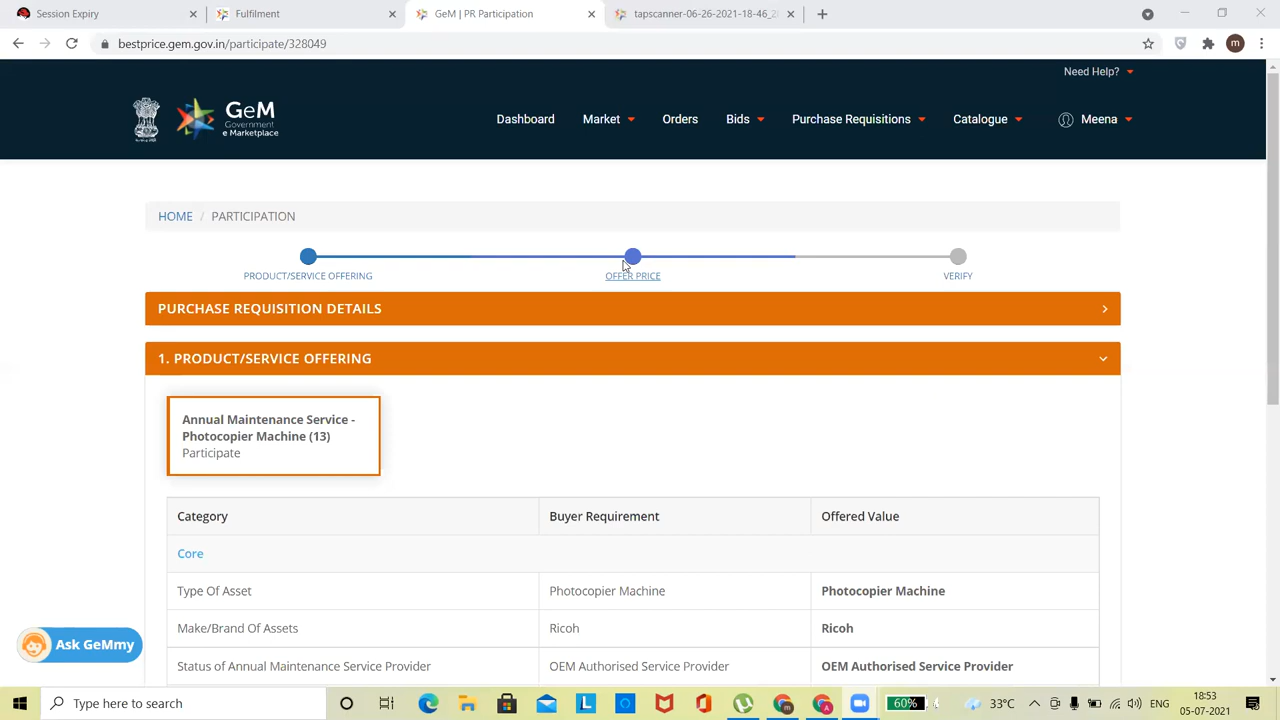 Session Expiry
Fulfilment
GeM | PR Participation
tapscanner-06-26-2021-18-46_
bestprice.gem.gov.in/participate/328049
m
Need Help?
GeM
Government
e Marketplace
Dashboard Market Orders Bids Purchase Requisitions Catalogue Meena
HOME / PARTICIPATION
PRODUCT/SERVICE OFFERING OFFER PRICE VERIFY
PURCHASE REQUISITION DETAILS
1. PRODUCT/SERVICE OFFERING
Annual Maintenance Service -
Photocopier Machine (13)
Participate
Category Buyer Requirement Offered Value
Core
Type Of Asset Photocopier Machine Photocopier Machine
Make/Brand Of Assets Ricoh Ricoh
Status of Annual Maintenance Service Provider OEM Authorised Service Provider OEM Authorised Service Provider
Ask GeMmy
Type here to search
60%
33°C
ENG
18:53
05-07-2021